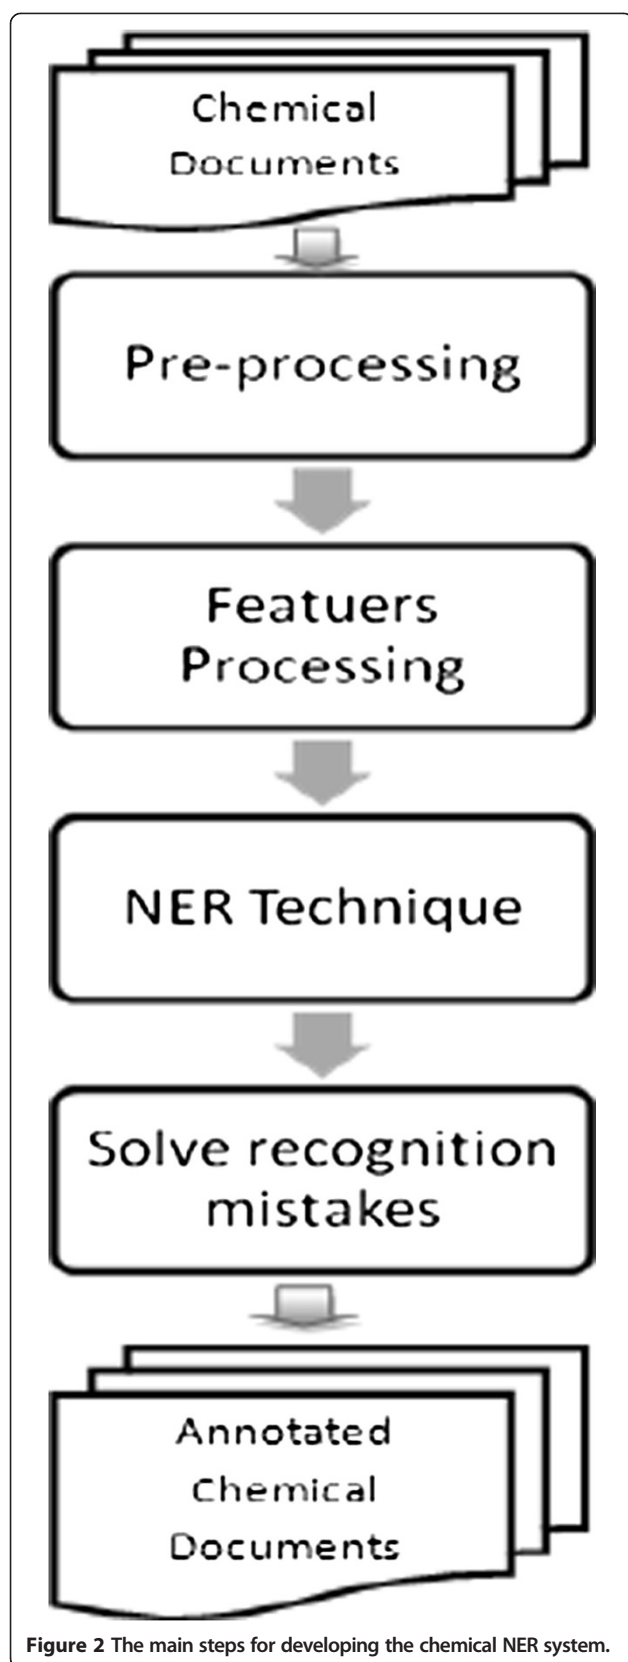 Chemical
Documents
Pre-processing
Featuers
Processing
NER Technique
Solve recognition
mistakes
Annotated
Chemical
Documents
Figure 2 The main steps for developing the chemical NER system.